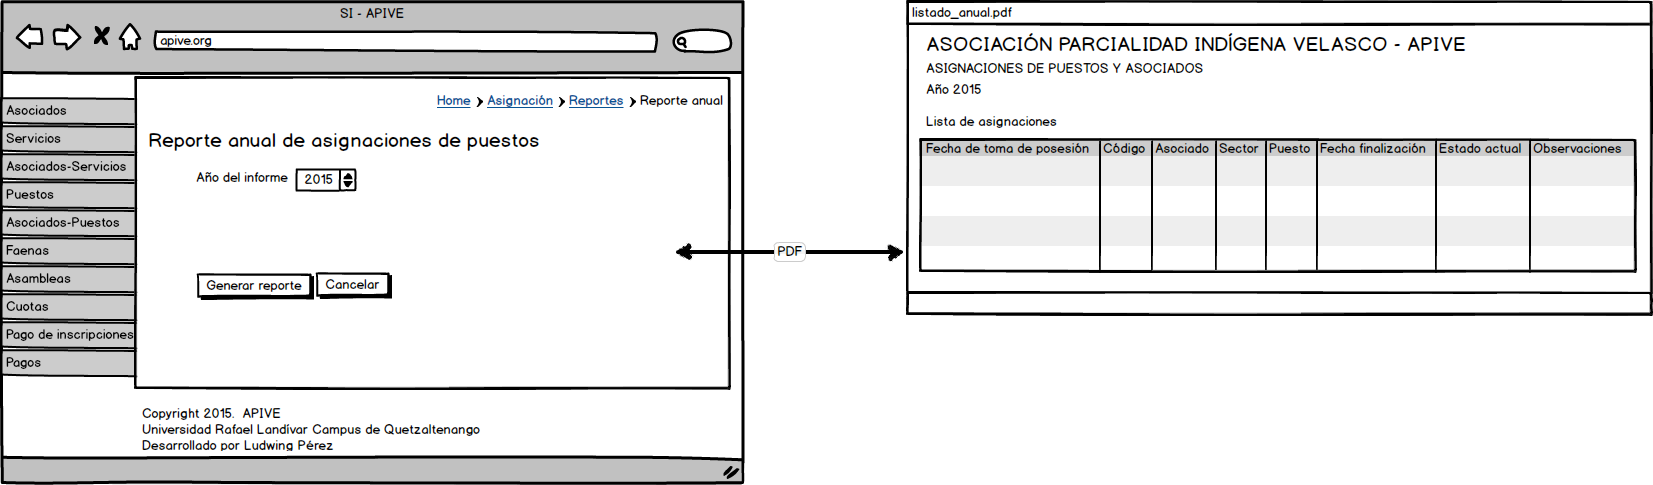 SI - APIVE
apive.org
Home Asignación Reportes Reporte anual
Asociados
Servicios
Asociados-Servicios
Puestos
Asociados-Puestos
Faenas
Asambleas
Cuotas
Pago de inscripciones
Pagos
Reporte anual de asignaciones de puestos
Año del informe 2015
Generar reporte Cancelar
Copyright 2015. APIVE
Universidad Rafael Landívar Campus de Quetzaltenango
Desarrollado por Ludwing Pérez
PDF
listado_anual.pdf
ASOCIACIÓN PARCIALIDAD INDÍGENA VELASCO - APIVE
ASIGNACIONES DE PUESTOS Y ASOCIADOS
Año 2015
Lista de asignaciones
Fecha de toma de posesión Código Asociado Sector Puesto Fecha finalización Estado actual Observaciones